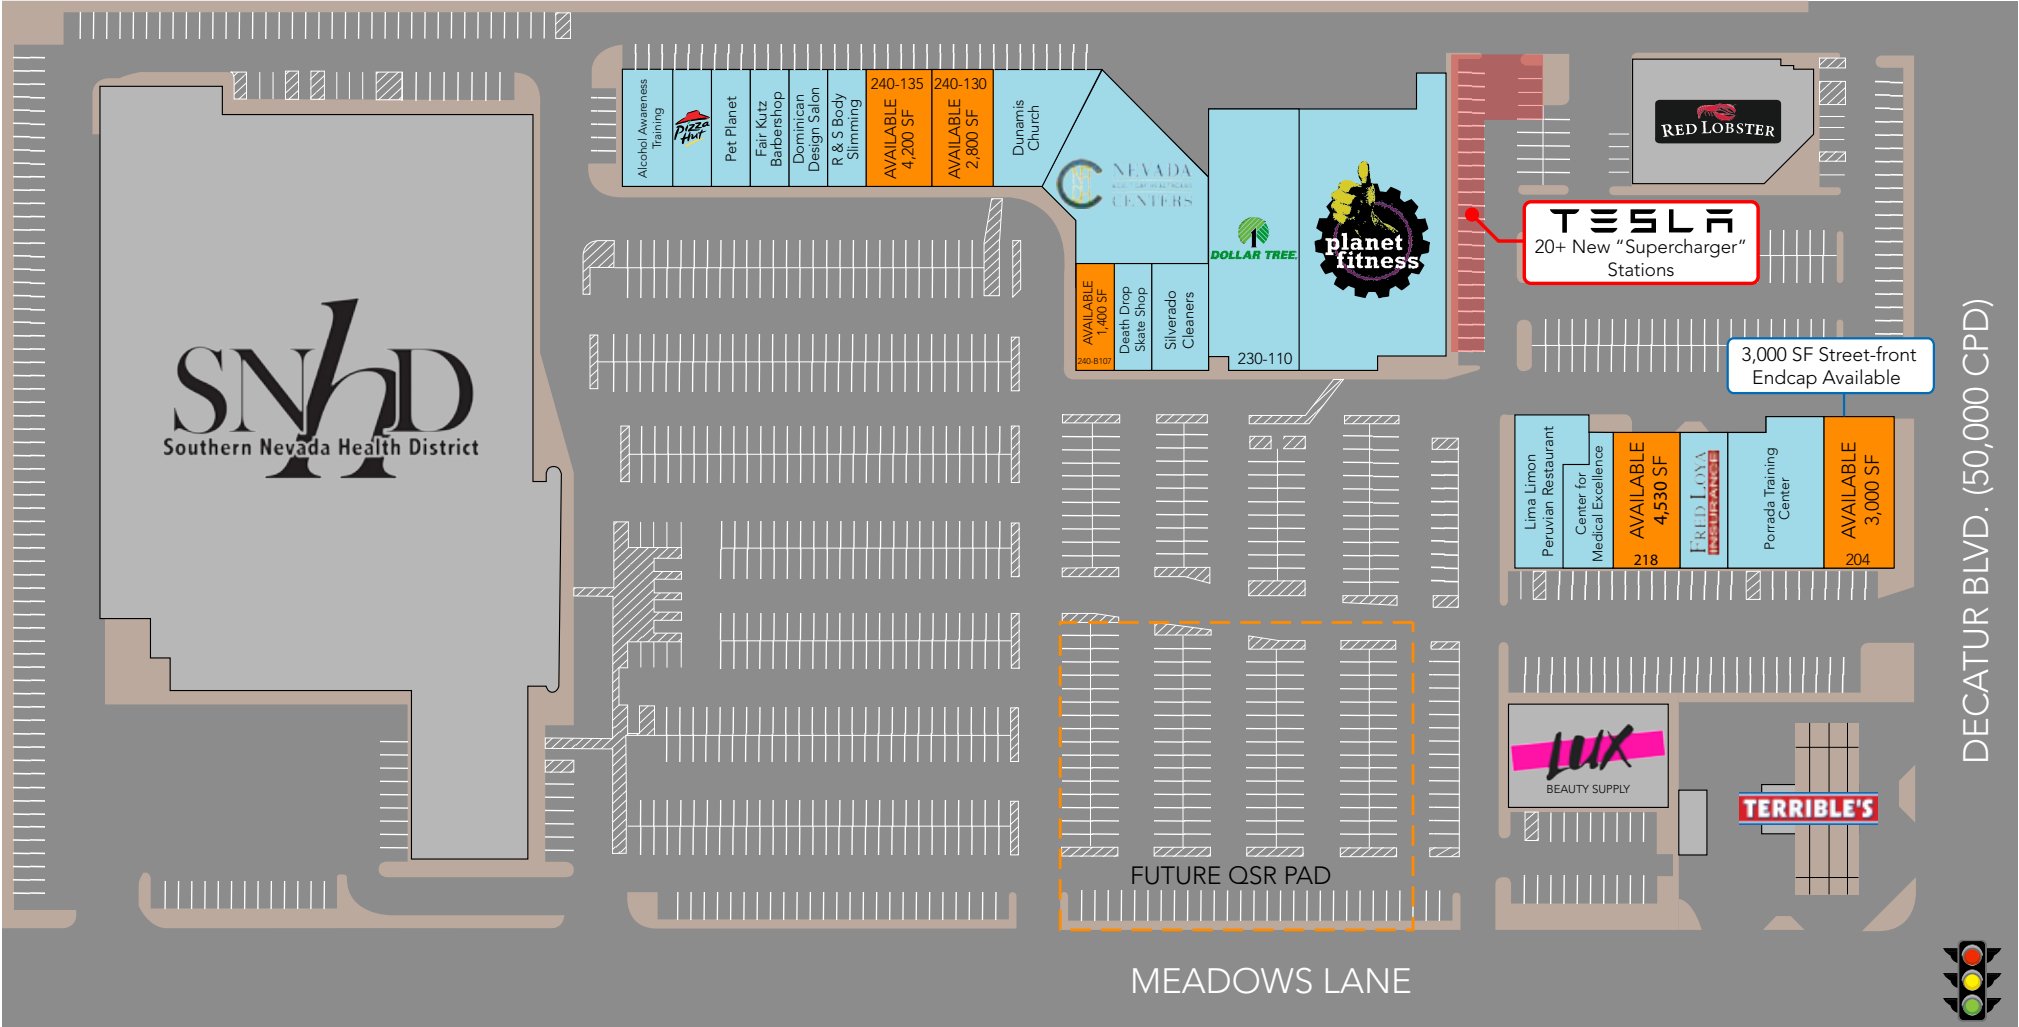 Alcohol Awareness
Training
Pizza
Hut
Pet Planet
Fair Kutz
Barbershop
Dominican
Design Salon
R & S Body
Slimming
240-135
AVAILABLE
4,200 SF
240-130
AVAILABLE
2,800 SF
Dunamis
Church
NEVADA
CENTERS
DOLLAR TREE.
230-110
planet
fitness
RED LOBSTER
TESLA
20+ New “Supercharger”
Stations
AVAILABLE
1,400 SF
240-B107
Death Drop
Skate Shop
Silverado
Cleaners
SNhD
Southern Nevada Health District
3,000 SF Street-front
Endcap Available
Lima Limon
Peruvian Restaurant
Center for
Medical Excellence
AVAILABLE
4,530 SF
218
FRED LOYA
INSURANCE
Porrada Training
Center
AVAILABLE
3,000 SF
204
DECATUR BLVD. (50,000 CPD)
LUX
BEAUTY SUPPLY
TERRIBLE'S
FUTURE QSR PAD
MEADOWS LANE